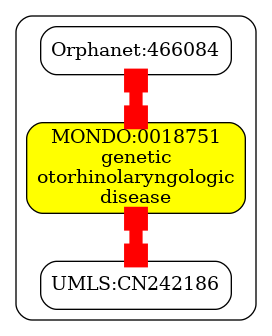 Orphanet:466084
MONDO:0018751
genetic
otorhinolaryngologic
disease
UMLS:CN242186